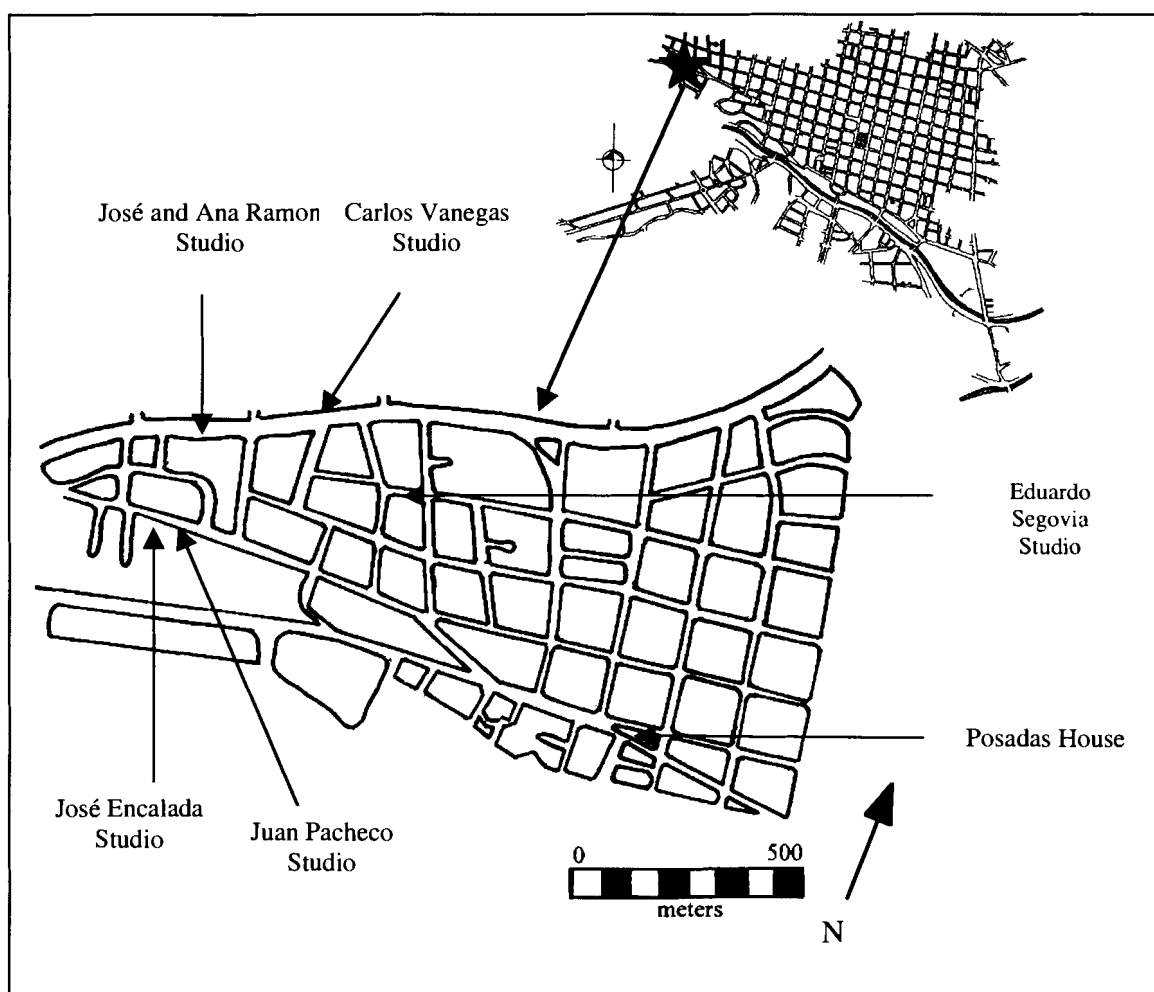 José and Ana Ramon
Studio
Carlos Vanegas
Studio
Eduardo
Segovia
Studio
Posadas House
José Encalada
Studio
Juan Pacheco
Studio
0 500
meters
N